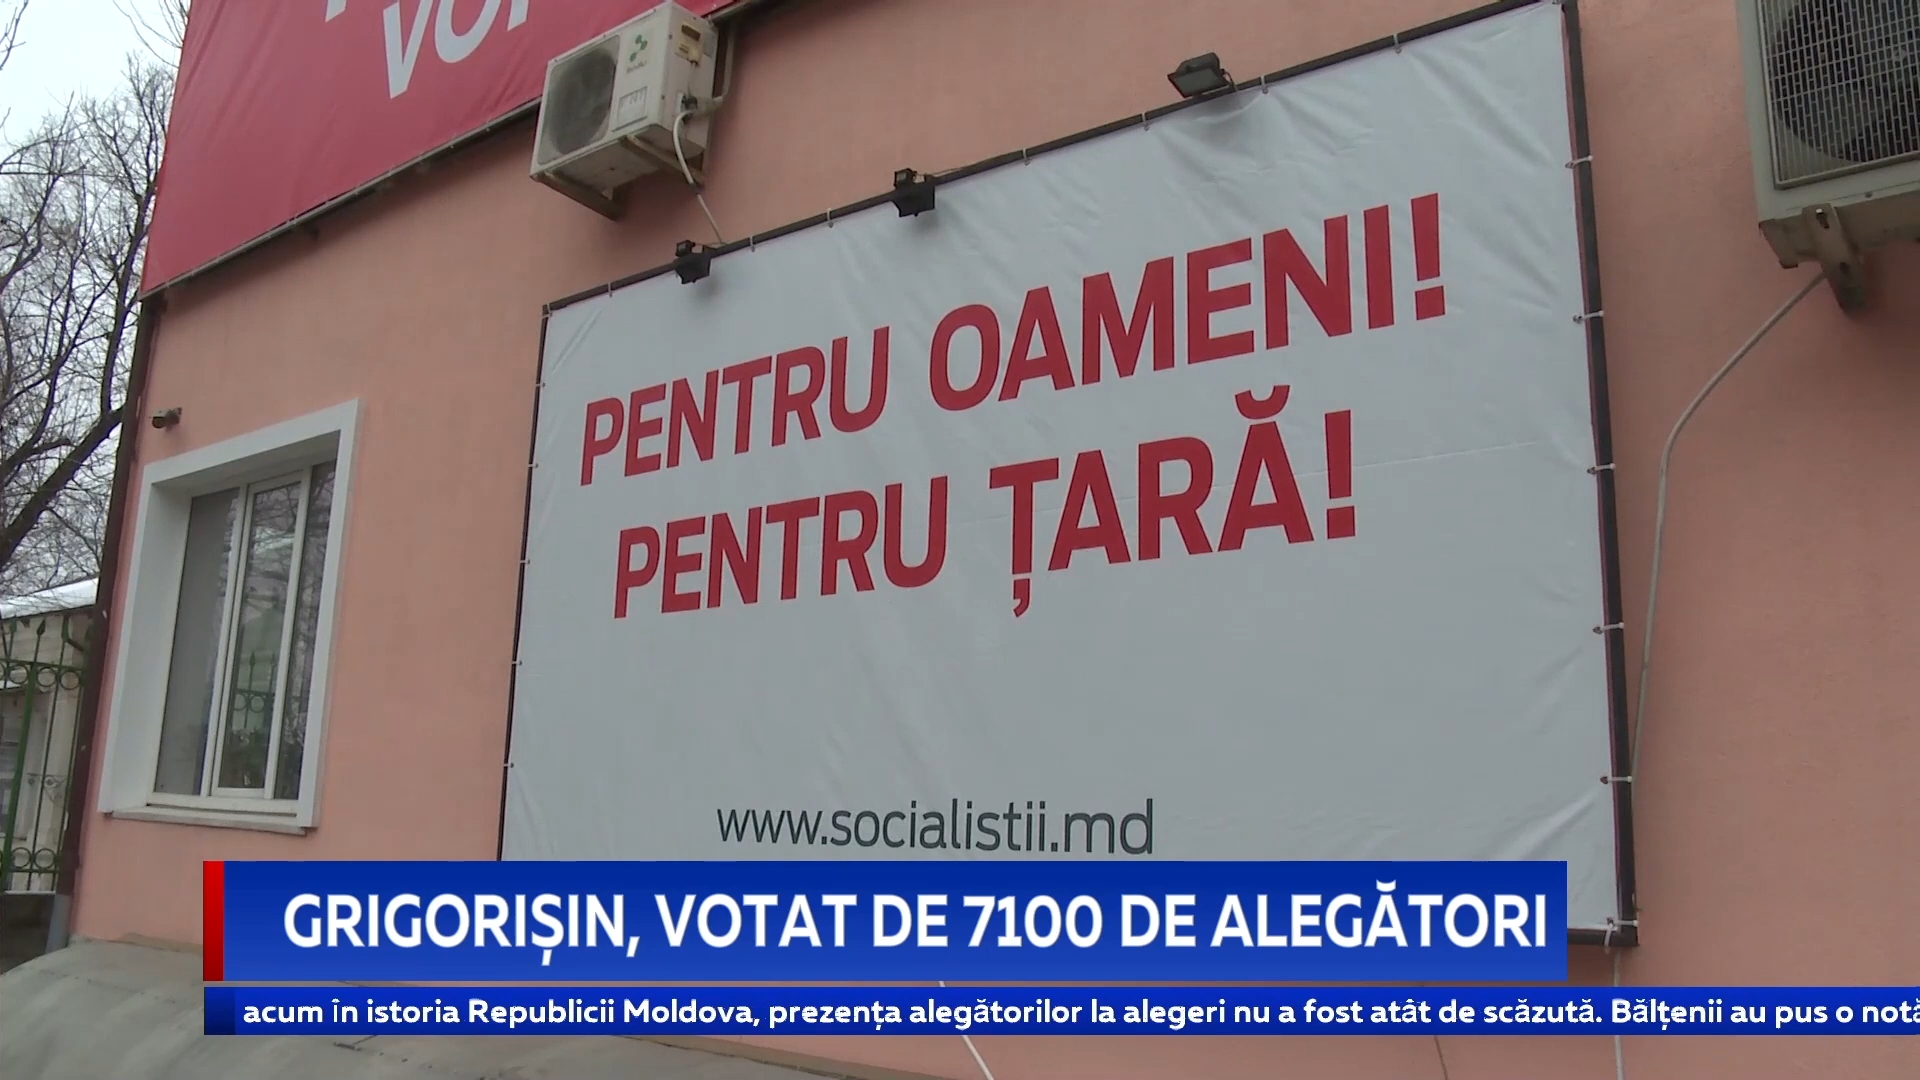 PENTRU OAMENI!
PENTRU ȚARĂ!
www.socialistii.md
GRIGORIȘIN, VOTAT DE 7100 DE ALEGĂTORI
acum în istoria Republicii Moldova, prezența alegătorilor la alegeri nu a fost atât de scăzută. Bălțenii au pus o notă